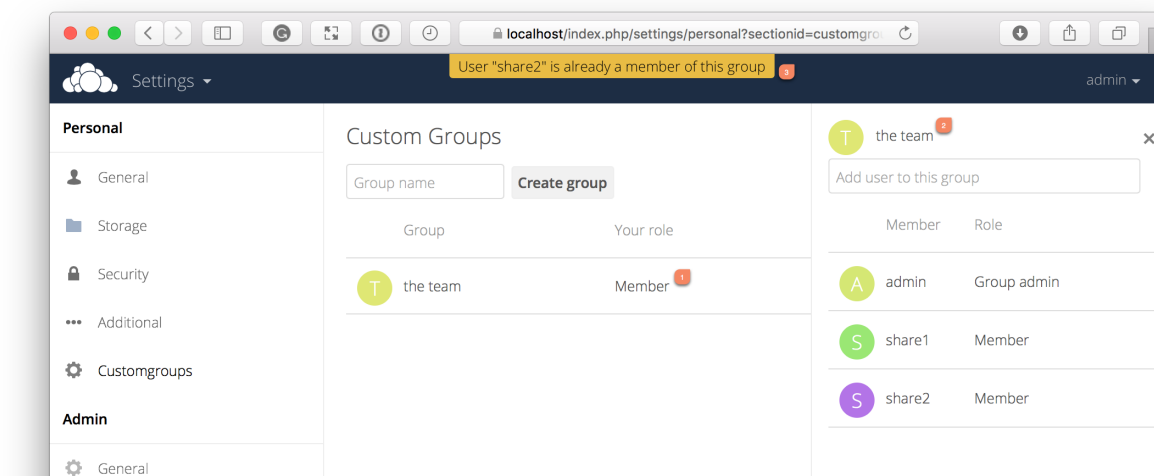 localhost/index.php/settings/personal?sectionid=customgro
User "share2" is already a member of this group 3
Settings
admin
Personal
General
Storage
Security
Additional
Customgroups
Admin
General
Custom Groups
Group name Create group
Group Your role
T the team Member 1
T the team 2
Add user to this group
Member Role
A admin Group admin
S share1 Member
S share2 Member